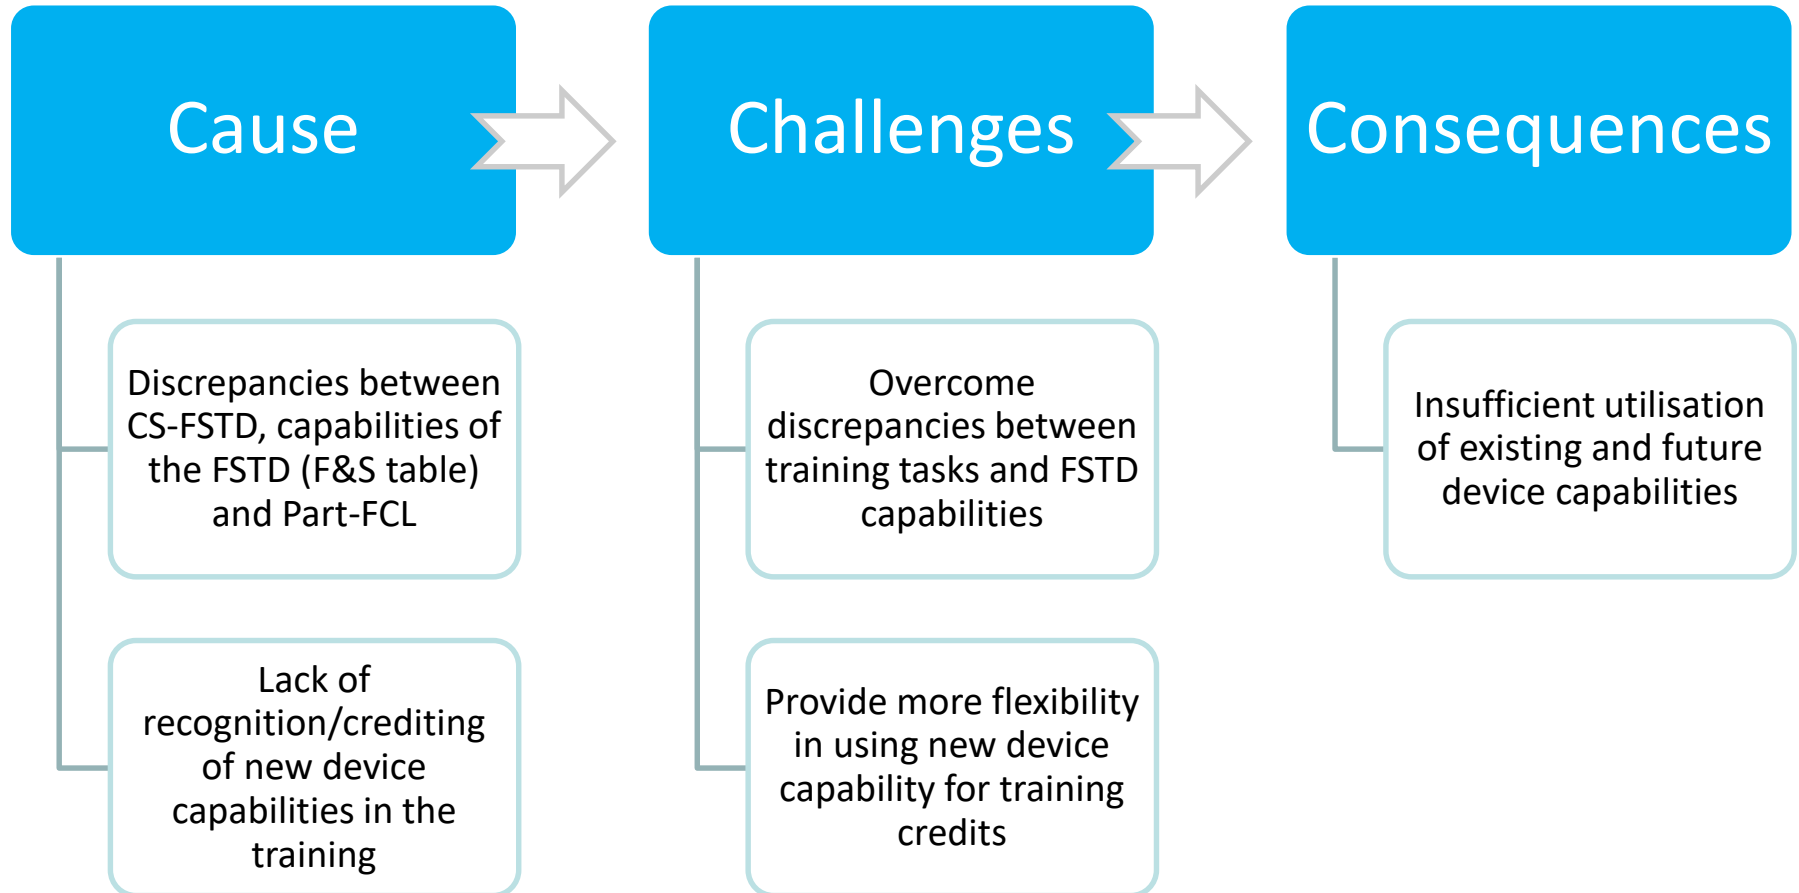 Cause
Discrepancies between
CS-FSTD, capabilities of
the FSTD (F&S table)
and Part-FCL
Lack of
recognition/crediting
of new device
capabilities in the
training
Challenges
Overcome
discrepancies between
training tasks and FSTD
capabilities
Provide more flexibility
in using new device
capability for training
credits
Consequences
Insufficient utilisation
of existing and future
device capabilities